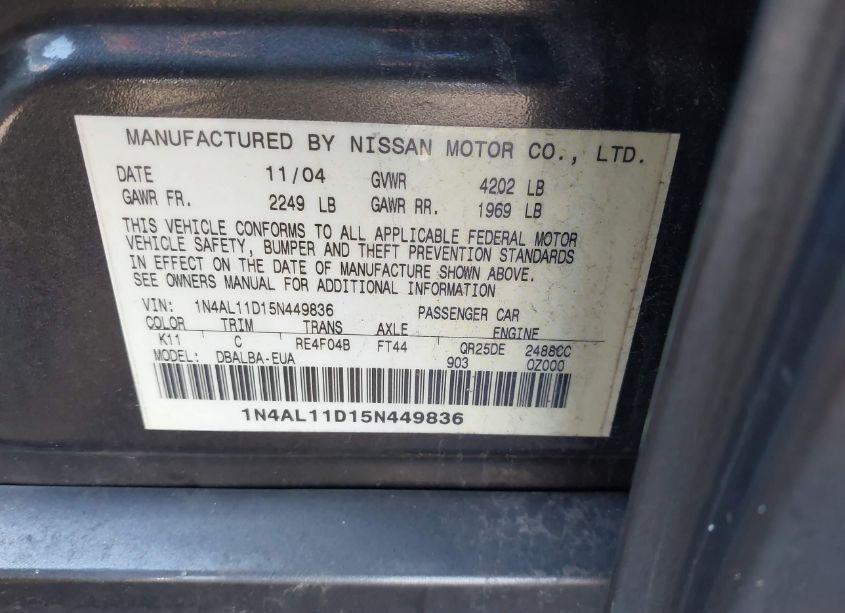 MANUFACTURED BY NISSAN MOTOR CO., LTD.
DATE 11/04 GVWR 4202 LB
GAWR FR. 2249 LB GAWR RR. 1969 LB
THIS VEHICLE CONFORMS TO ALL APPLICABLE FEDERAL MOTOR
VEHICLE SAFETY, BUMPER AND THEFT PREVENTION STANDARDS
IN EFFECT ON THE DATE OF MANUFACTURE SHOWN ABOVE.
SEE OWNERS MANUAL FOR ADDITIONAL INFORMATION
VIN: 1N4AL11D15N449836 PASSENGER CAR
COLOR TRIM TRANS AXLE ENGINE
K11 C RE4F04B FT44 QR25DE 2488CC
MODEL: DBALBA-EUA 903 0Z000
1N4AL11D15N449836